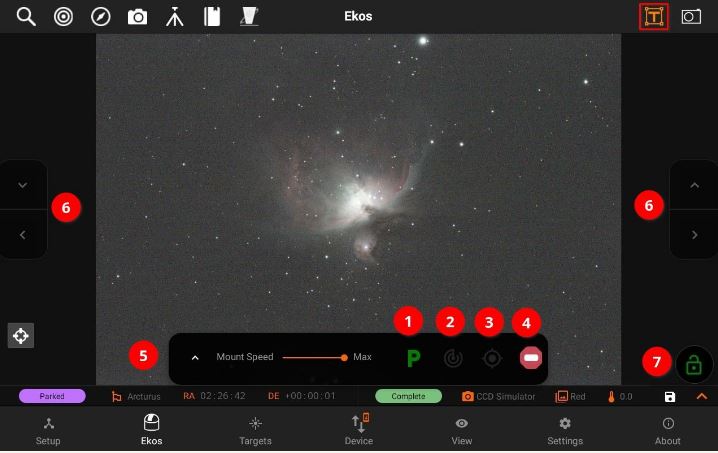 Ekos
T
6
6
1
2
3
4
5
Mount Speed
Max
P
7
Parked
Arcturus
RA 02:26:42
DE +00:00:01
Complete
CCD Simulator
Red
0.0
Setup
Ekos
Targets
Device
View
Settings
About